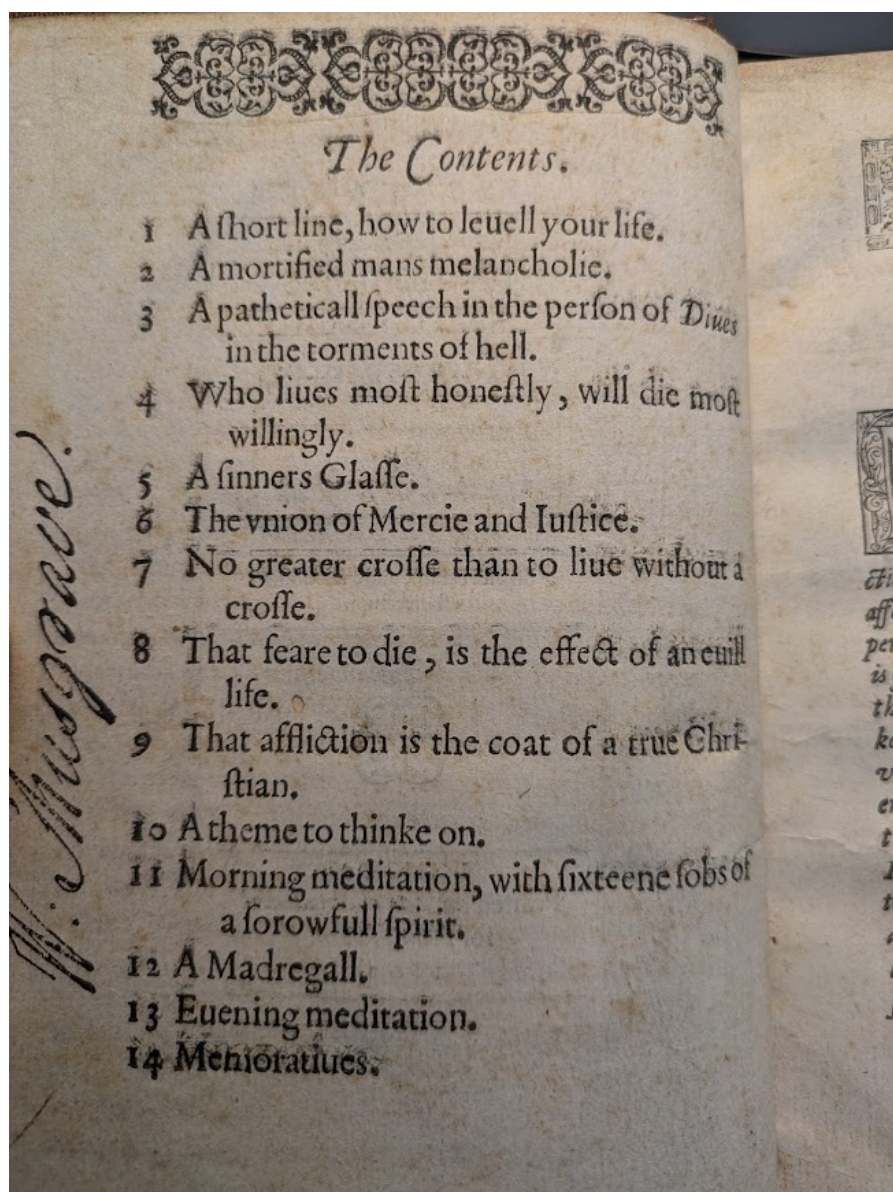 The Contents.
1 A ſhort line, how to leuell your life.
2 A mortified mans melancholie.
3 A patheticall ſpeech in the perſon of Diues
in the torments of hell.
4 Who liues moſt honeſtly, will die moſt
willingly.
5 A ſinners Glaſſe.
6 The vnion of Mercie and Iuſtice.
7 No greater croſſe than to liue without a
croſſe.
8 That feare to die, is the effect of an euill
life.
9 That affliction is the coat of a true Chri-
ſtian.
10 A theme to thinke on.
11 Morning meditation, with ſixteene ſobs of
a ſorowfull ſpirit.
12 A Madregall.
13 Euening meditation.
14 Memoratiues.
W. Musgrave.
is